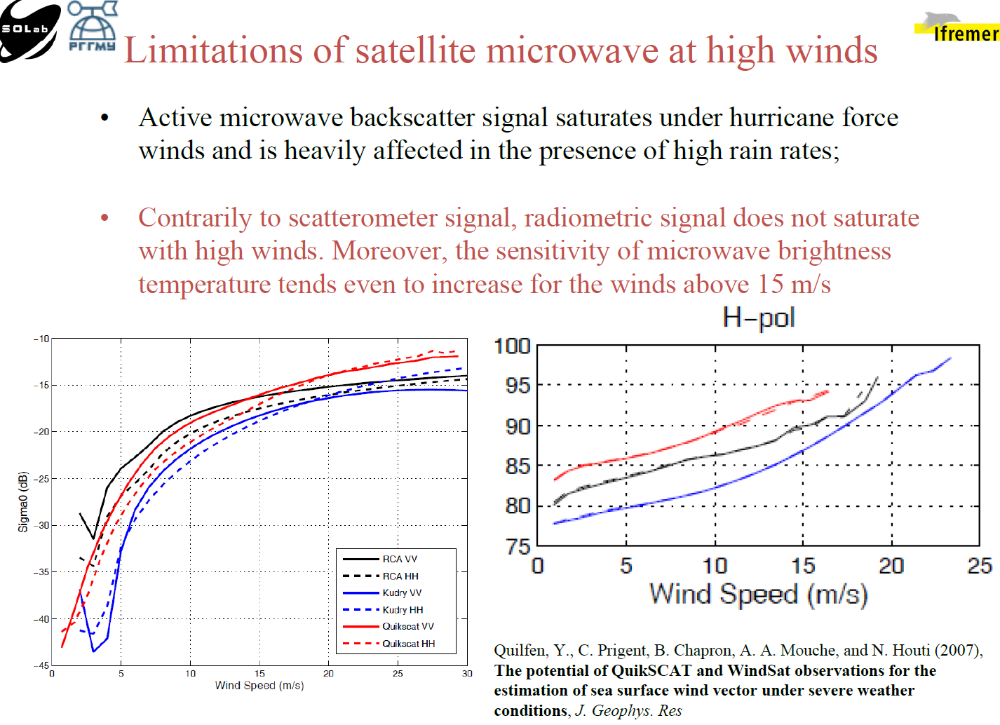 SOLab
РГГМУ
Ifremer
Limitations of satellite microwave at high winds
• Active microwave backscatter signal saturates under hurricane force
winds and is heavily affected in the presence of high rain rates;
• Contrarily to scatterometer signal, radiometric signal does not saturate
with high winds. Moreover, the sensitivity of microwave brightness
temperature tends even to increase for the winds above 15 m/s
−10
−15
−20
−25
−30
−35
−40
−45
Sigma0 (dB)
0 5 10 15 20 25 30
Wind Speed (m/s)
RCA VV
RCA HH
Kudry VV
Kudry HH
Quikscat VV
Quikscat HH
H−pol
100
95
90
85
80
75
0 5 10 15 20 25
Wind Speed (m/s)
Quilfen, Y., C. Prigent, B. Chapron, A. A. Mouche, and N. Houti (2007),
The potential of QuikSCAT and WindSat observations for the
estimation of sea surface wind vector under severe weather
conditions, J. Geophys. Res